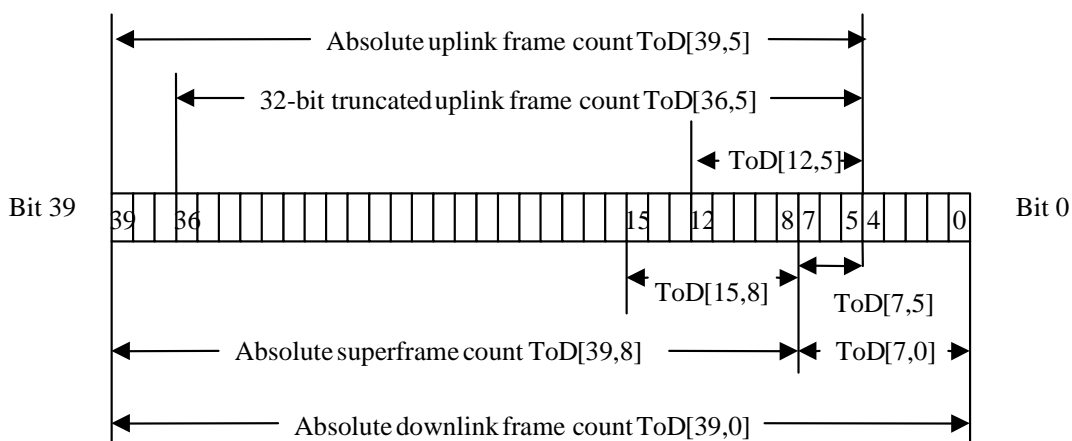 Absolute uplink frame count ToD[39,5]
32-bit truncated uplink frame count ToD[36,5]
ToD[12,5]
Bit 39 39 36 15 12 8 7 5 4 0 Bit 0
ToD[15,8]
ToD[7,5]
Absolute superframe count ToD[39,8] ToD[7,0]
Absolute downlink frame count ToD[39,0]